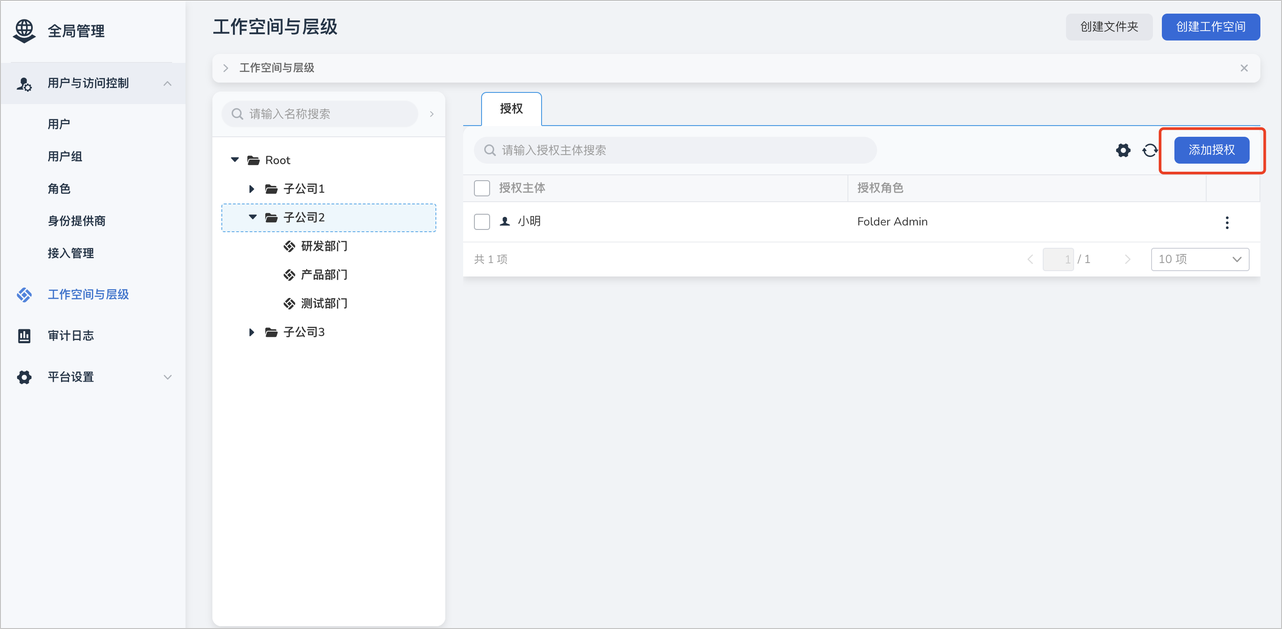 全局管理
用户与访问控制
用户
用户组
角色
身份提供商
接入管理
工作空间与层级
审计日志
平台设置
工作空间与层级
创建文件夹
创建工作空间
工作空间与层级
请输入名称搜索
Root
子公司1
子公司2
研发部门
产品部门
测试部门
子公司3
授权
请输入授权主体搜索
添加授权
授权主体 授权角色
小明 Folder Admin
共 1 项
1 / 1
10 项